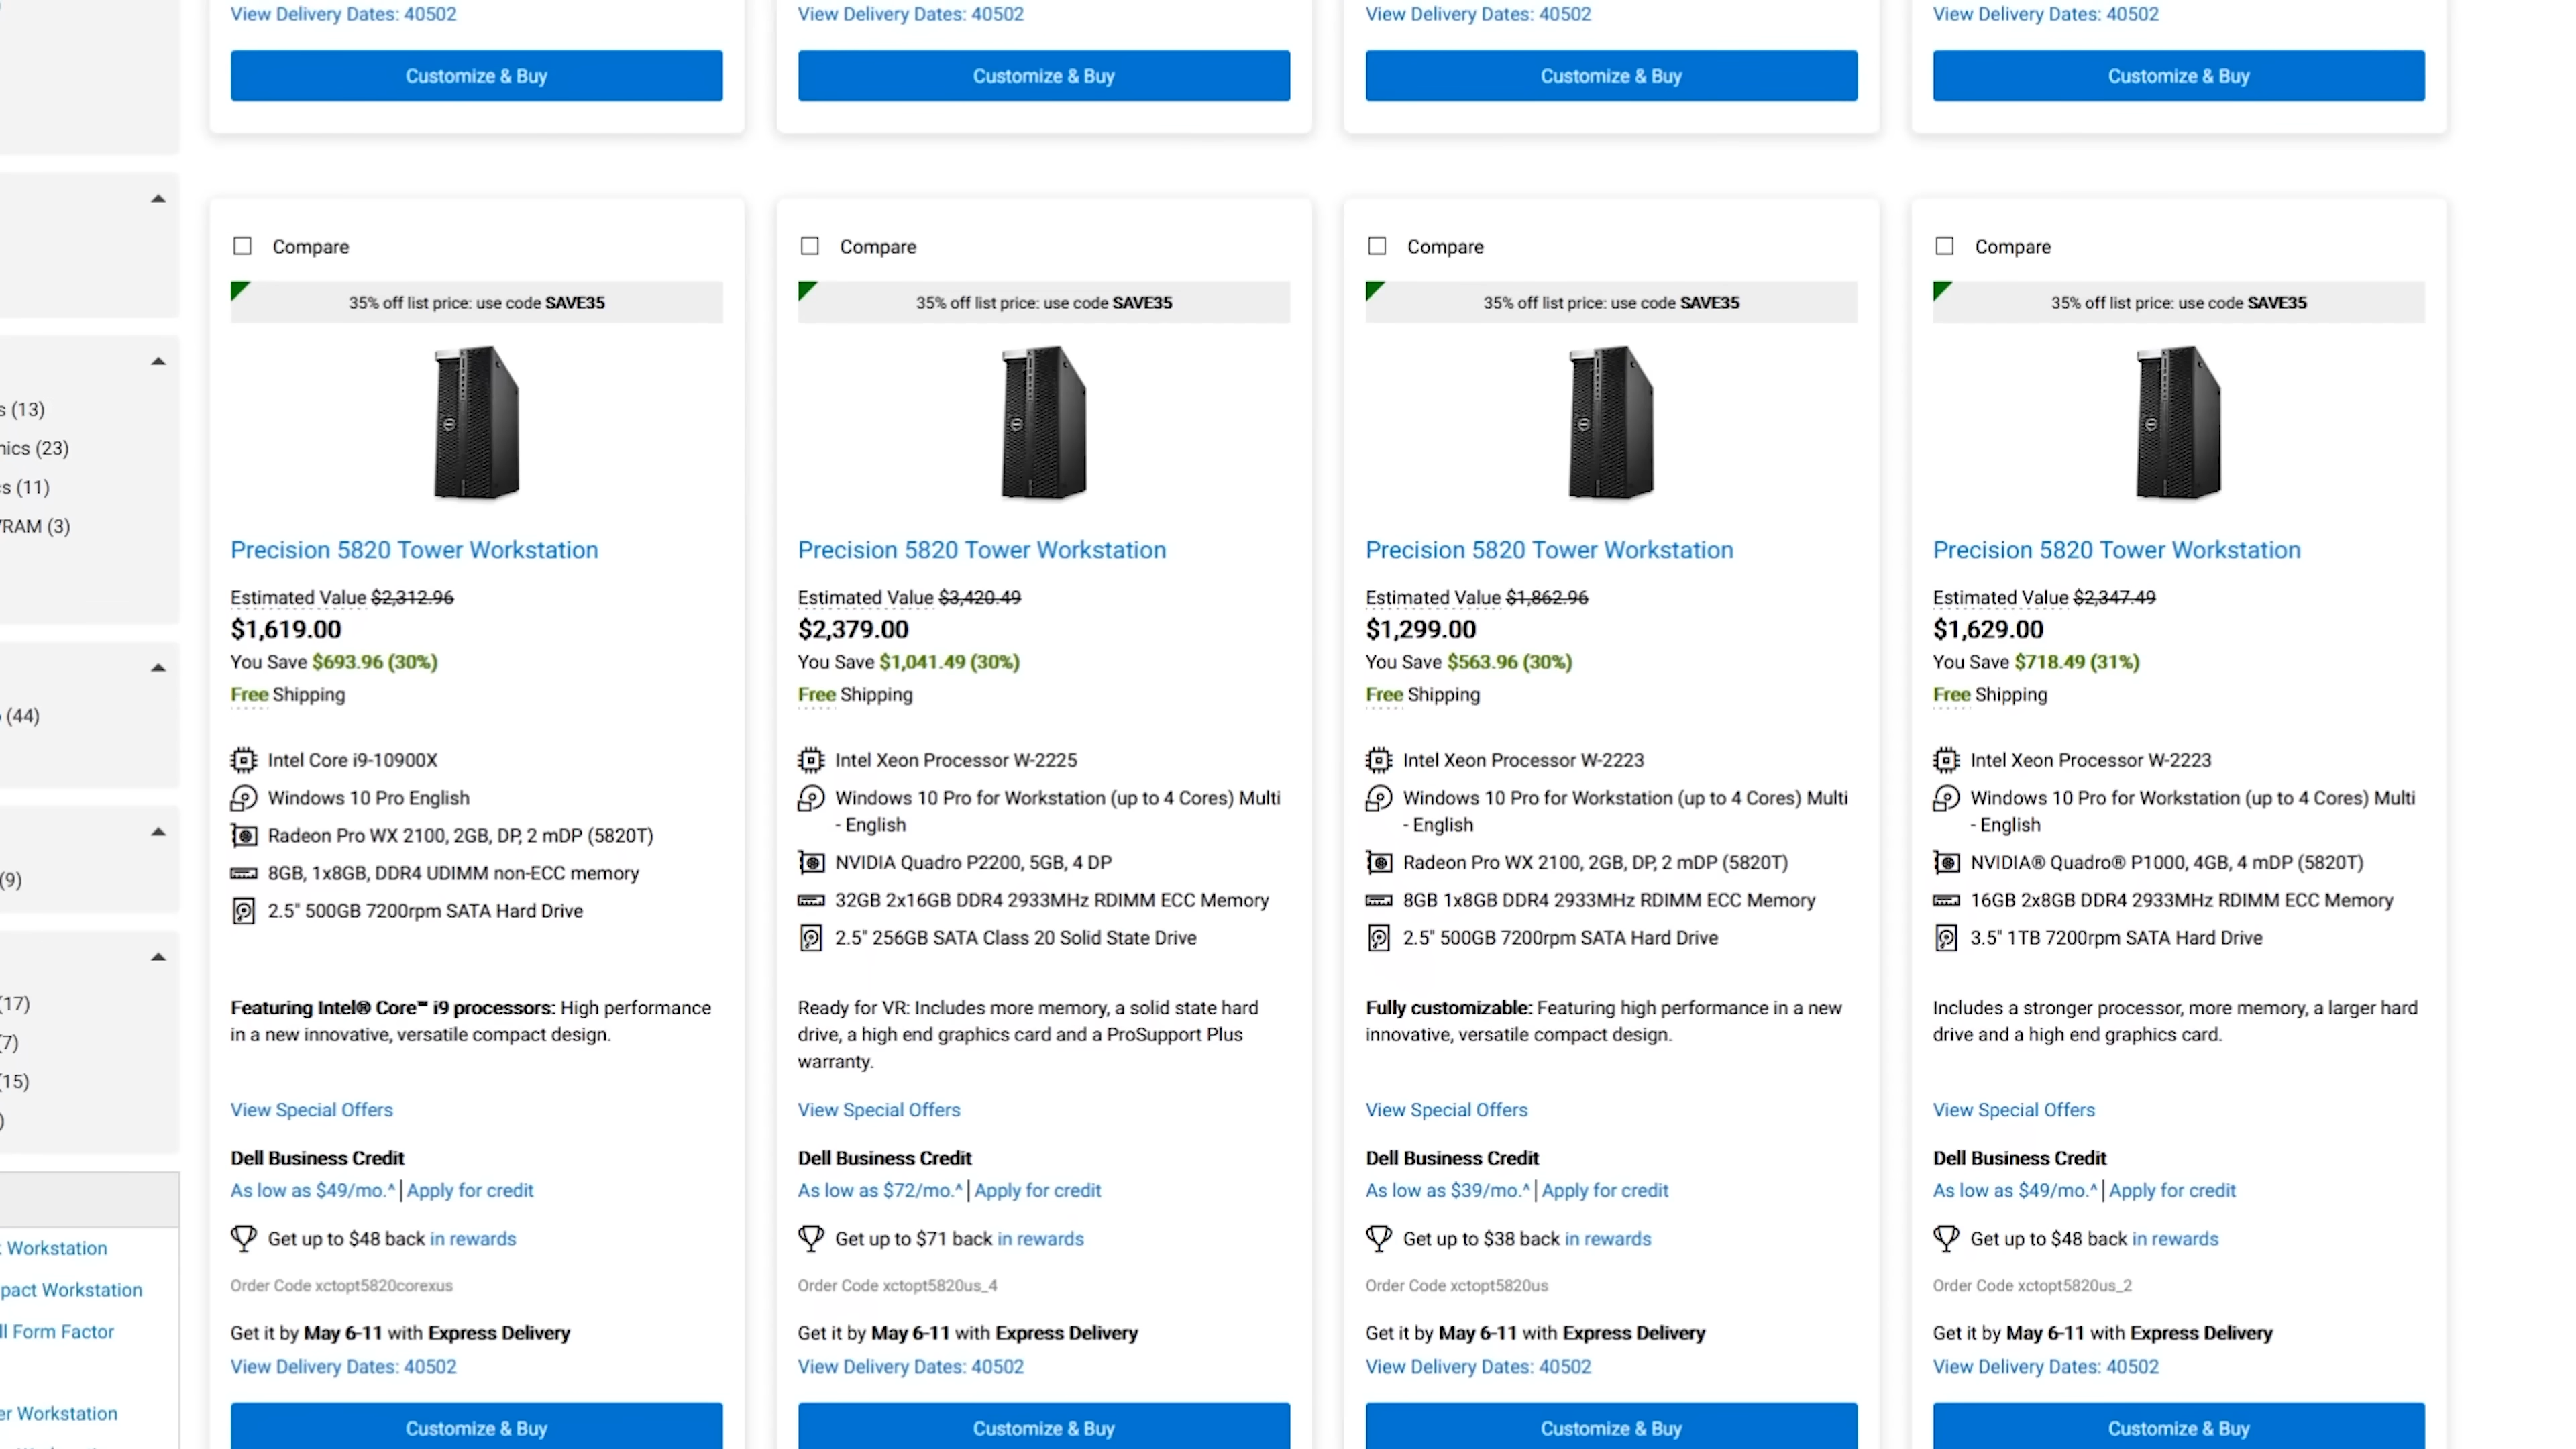 View Delivery Dates: 40502
View Delivery Dates: 40502
View Delivery Dates: 40502
View Delivery Dates: 40502
Customize & Buy
Customize & Buy
Customize & Buy
Customize & Buy
(13)
(23)
(11)
(3)
(44)
(9)
(17)
(15)
Workstation
Workstation
Form Factor
Workstation
Compare
35% off list price: use code SAVE35
Precision 5820 Tower Workstation
Estimated Value $2,312.96
$1,619.00
You Save $693.96 (30%)
Free Shipping
Intel Core i9-10900X
Windows 10 Pro English
Radeon Pro WX 2100, 2GB, DP, 2 mDP (5820T)
8GB, 1x8GB, DDR4 UDIMM non-ECC memory
2.5" 500GB 7200rpm SATA Hard Drive
Featuring Intel® Core™ i9 processors: High performance
in a new innovative, versatile compact design.
View Special Offers
Dell Business Credit
As low as $49/mo.^ | Apply for credit
Get up to $48 back in rewards
Order Code xctopt5820corexus
Get it by May 6-11 with Express Delivery
View Delivery Dates: 40502
Customize & Buy
Compare
35% off list price: use code SAVE35
Precision 5820 Tower Workstation
Estimated Value $3,420.49
$2,379.00
You Save $1,041.49 (30%)
Free Shipping
Intel Xeon Processor W-2225
Windows 10 Pro for Workstation (up to 4 Cores) Multi
- English
NVIDIA Quadro P2200, 5GB, 4 DP
32GB 2x16GB DDR4 2933MHz RDIMM ECC Memory
2.5" 256GB SATA Class 20 Solid State Drive
Ready for VR: Includes more memory, a solid state hard
drive, a high end graphics card and a ProSupport Plus
warranty.
View Special Offers
Dell Business Credit
As low as $72/mo.^ | Apply for credit
Get up to $71 back in rewards
Order Code xctopt5820us_4
Get it by May 6-11 with Express Delivery
View Delivery Dates: 40502
Customize & Buy
Compare
35% off list price: use code SAVE35
Precision 5820 Tower Workstation
Estimated Value $1,862.96
$1,299.00
You Save $563.96 (30%)
Free Shipping
Intel Xeon Processor W-2223
Windows 10 Pro for Workstation (up to 4 Cores) Multi
- English
Radeon Pro WX 2100, 2GB, DP, 2 mDP (5820T)
8GB 1x8GB DDR4 2933MHz RDIMM ECC Memory
2.5" 500GB 7200rpm SATA Hard Drive
Fully customizable: Featuring high performance in a new
innovative, versatile compact design.
View Special Offers
Dell Business Credit
As low as $39/mo.^ | Apply for credit
Get up to $38 back in rewards
Order Code xctopt5820us
Get it by May 6-11 with Express Delivery
View Delivery Dates: 40502
Customize & Buy
Compare
35% off list price: use code SAVE35
Precision 5820 Tower Workstation
Estimated Value $2,347.49
$1,629.00
You Save $718.49 (31%)
Free Shipping
Intel Xeon Processor W-2223
Windows 10 Pro for Workstation (up to 4 Cores) Multi
- English
NVIDIA® Quadro® P1000, 4GB, 4 mDP (5820T)
16GB 2x8GB DDR4 2933MHz RDIMM ECC Memory
3.5" 1TB 7200rpm SATA Hard Drive
Includes a stronger processor, more memory, a larger hard
drive and a high end graphics card.
View Special Offers
Dell Business Credit
As low as $49/mo.^ | Apply for credit
Get up to $48 back in rewards
Order Code xctopt5820us_2
Get it by May 6-11 with Express Delivery
View Delivery Dates: 40502
Customize & Buy